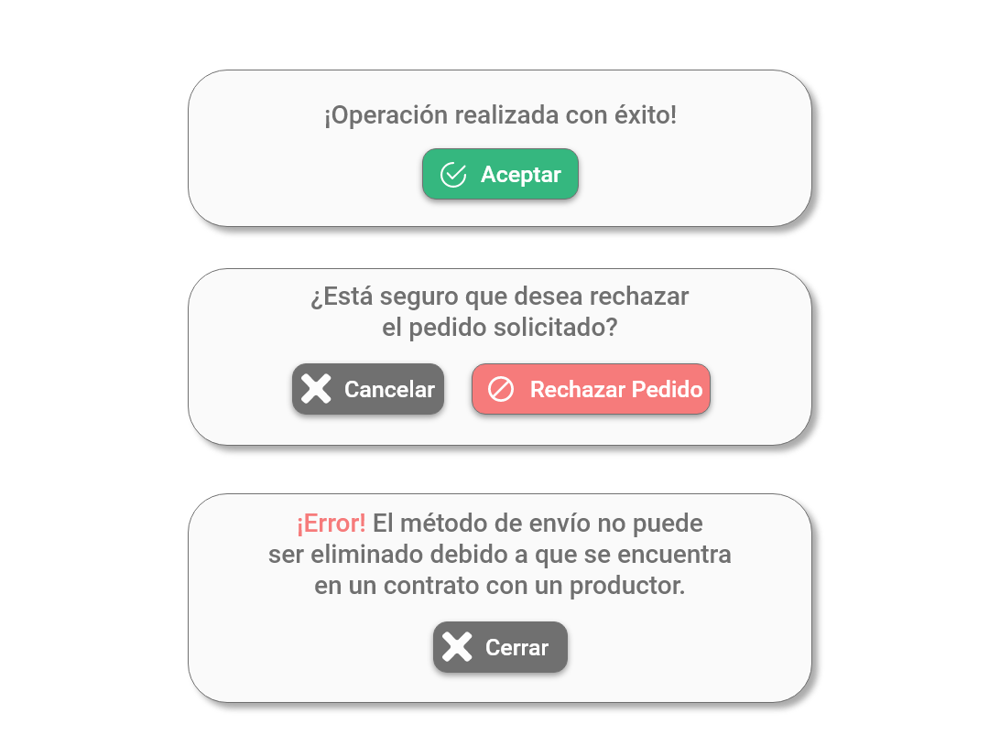 ¡Operación realizada con éxito!
Aceptar
¿Está seguro que desea rechazar
el pedido solicitado?
Cancelar
Rechazar Pedido
¡Error! El método de envío no puede
ser eliminado debido a que se encuentra
en un contrato con un productor.
Cerrar